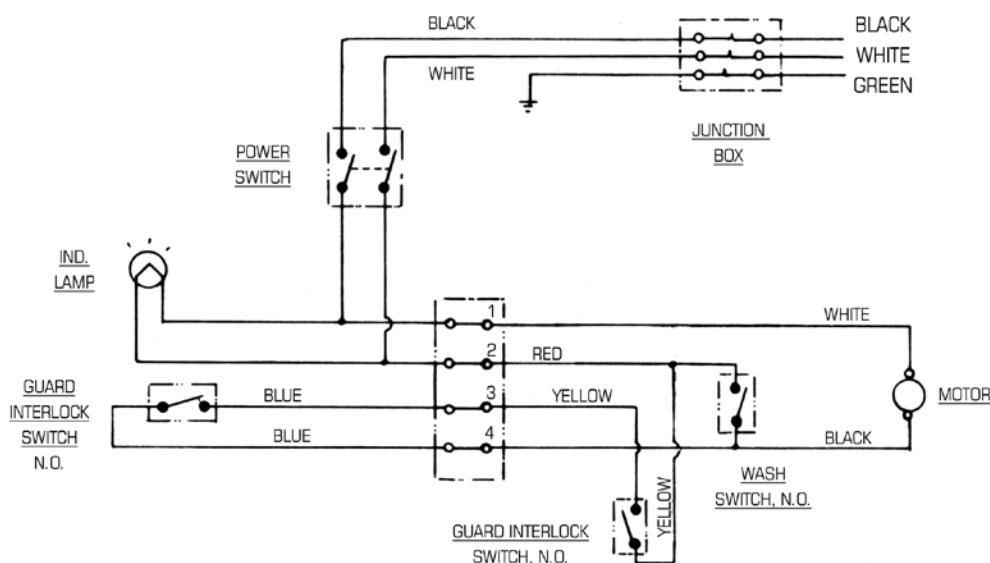 BLACK
BLACK
WHITE
WHITE
GREEN
JUNCTION
BOX
POWER
SWITCH
IND.
LAMP
1
WHITE
2
RED
GUARD
INTERLOCK
SWITCH
N.O.
BLUE
3
YELLOW
MOTOR
BLUE
4
BLACK
YELLOW
WASH
SWITCH, N.O.
GUARD INTERLOCK
SWITCH, N.O.